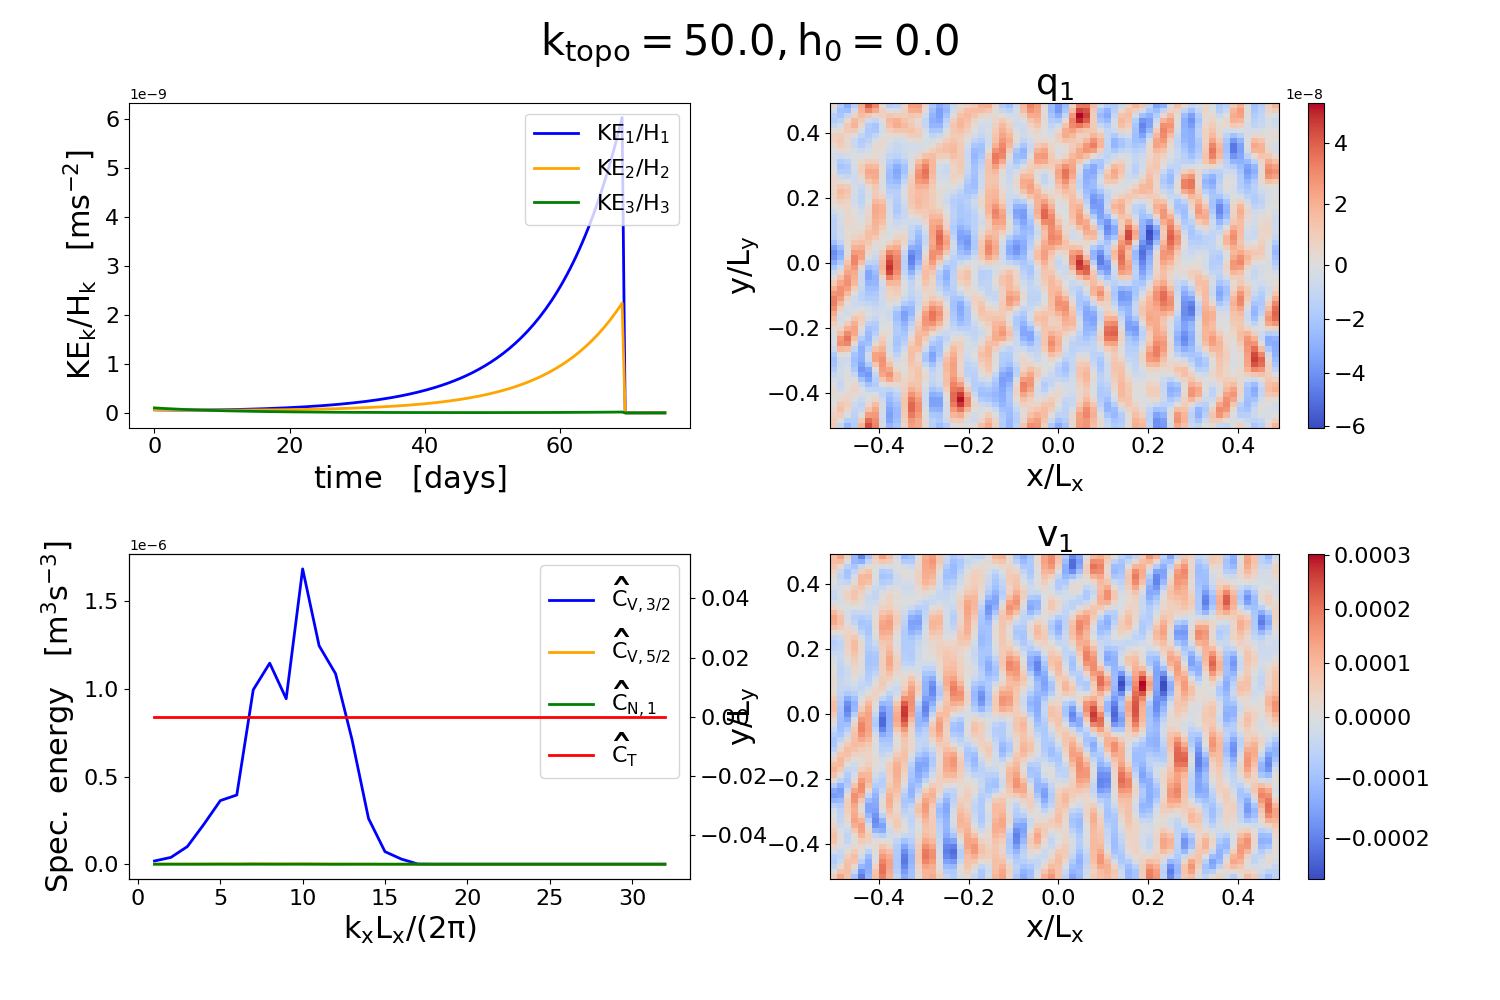 k_topo = 50.0, h_0 = 0.0
1e−9
KE_k/H_k [ms^−2]
6
5
4
3
2
1
0
KE_1/H_1
KE_2/H_2
KE_3/H_3
0 20 40 60
time [days]
q_1
1e−8
y/L_y
0.4
0.2
0.0
−0.2
−0.4
−0.4 −0.2 0.0 0.2 0.4
x/L_x
4
2
0
−2
−4
−6
1e−6
Spec. energy [m^3s^−3]
1.5
1.0
0.5
0.0
Ĉ_V,3/2
Ĉ_V,5/2
Ĉ_N,1
Ĉ_T
0.04
0.02
0.00
−0.02
−0.04
0 5 10 15 20 25 30
k_xL_x/(2π)
v_1
y/L_y
0.4
0.2
0.0
−0.2
−0.4
−0.4 −0.2 0.0 0.2 0.4
x/L_x
0.0003
0.0002
0.0001
0.0000
−0.0001
−0.0002